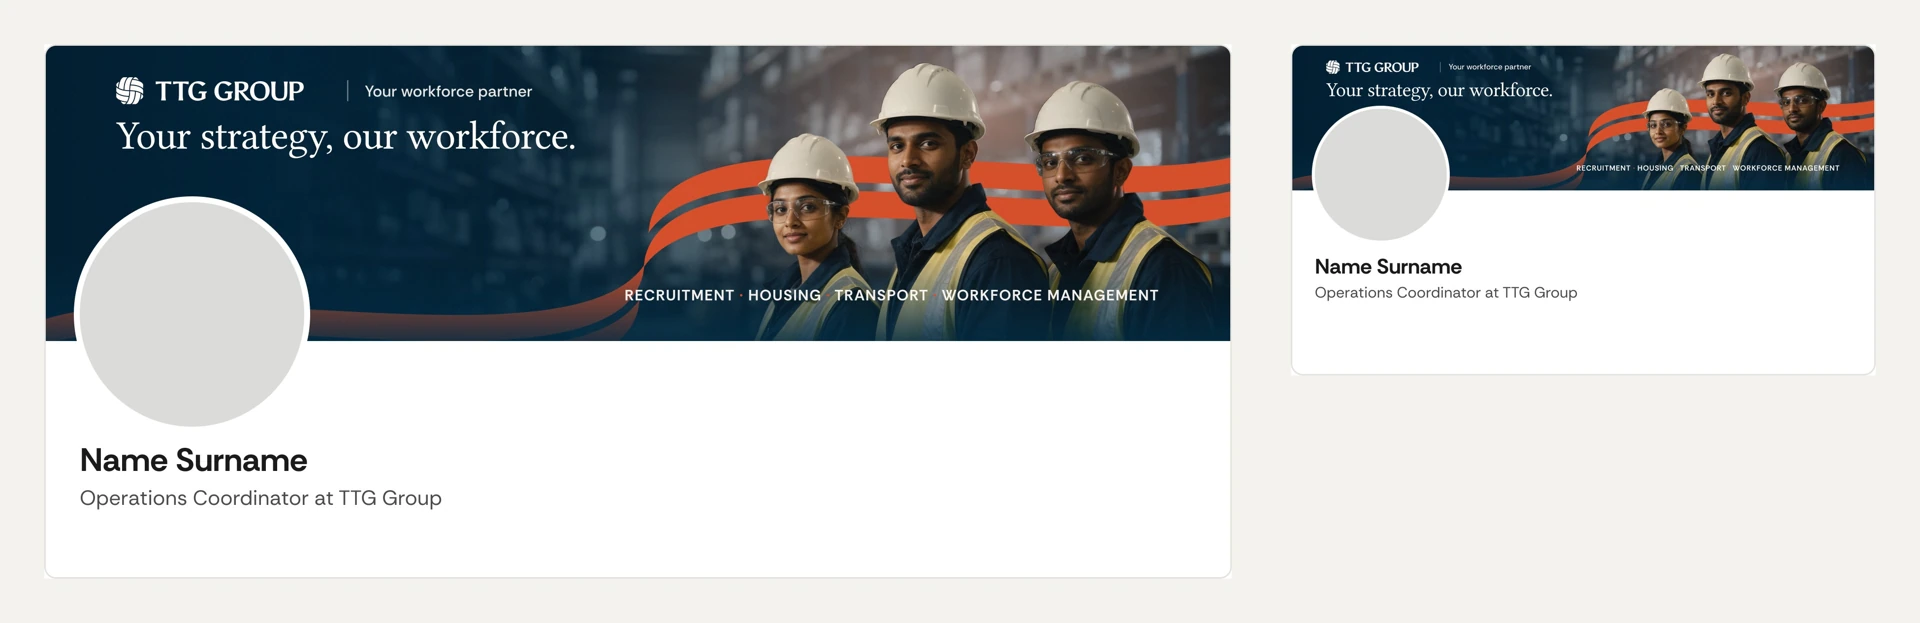 TTG GROUP | Your workforce partner
Your strategy, our workforce.
RECRUITMENT · HOUSING · TRANSPORT · WORKFORCE MANAGEMENT
Name Surname
Operations Coordinator at TTG Group
TTG GROUP | Your workforce partner
Your strategy, our workforce.
RECRUITMENT · HOUSING · TRANSPORT · WORKFORCE MANAGEMENT
Name Surname
Operations Coordinator at TTG Group